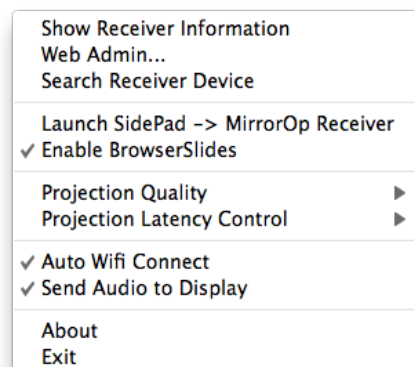 Show Receiver Information
Web Admin...
Search Receiver Device
Launch SidePad -> MirrorOp Receiver
Enable BrowserSlides
Projection Quality
Projection Latency Control
Auto Wifi Connect
Send Audio to Display
About
Exit